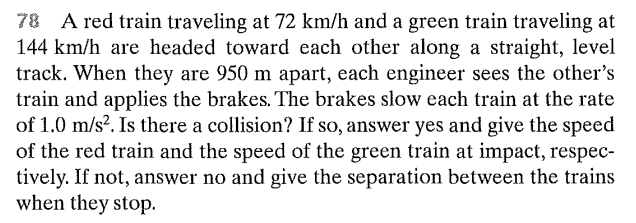 78 A red train traveling at 72 km/h and a green train traveling at
144 km/h are headed toward each other along a straight, level
track. When they are 950 m apart, each engineer sees the other's
train and applies the brakes. The brakes slow each train at the rate
of 1.0 m/s². Is there a collision? If so, answer yes and give the speed
of the red train and the speed of the green train at impact, respec-
tively. If not, answer no and give the separation between the trains
when they stop.